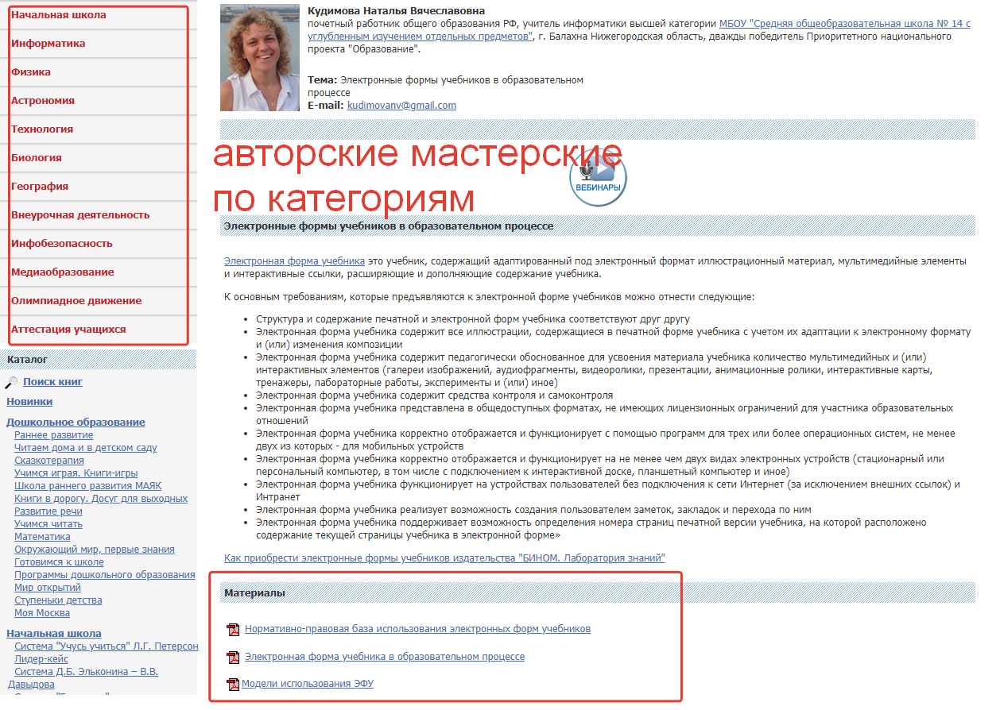 Начальная школа
Информатика
Физика
Астрономия
Технология
Биология
География
Внеурочная деятельность
Инфобезопасность
Медиаобразование
Олимпиадное движение
Аттестация учащихся
Каталог
Поиск книг
Новинки
Дошкольное образование
Раннее развитие
Читаем дома и в детском саду
Сказкотерапия
Учимся играя. Книги-игры
Школа раннего развития МАЯК
Книги в дорогу. Досуг для выходных
Развитие речи
Учимся читать
Математика
Окружающий мир, первые знания
Готовимся к школе
Программы дошкольного образования
Мир открытий
Ступеньки детства
Моя Москва
Начальная школа
Система "Учусь учиться" Л.Г. Петерсон
Лидер-кейс
Система Д.Б. Эльконина – В.В.
Давыдова
Кудимова Наталья Вячеславовна
почетный работник общего образования РФ, учитель информатики высшей категории МБОУ "Средняя общеобразовательная школа № 14 с
углубленным изучением отдельных предметов", г. Балахна Нижегородская область, дважды победитель Приоритетного национального
проекта "Образование".
Тема: Электронные формы учебников в образовательном
процессе
E-mail: kudimovanv@gmail.com
авторские мастерские
по категориям
ВЕБИНАРЫ
Электронные формы учебников в образовательном процессе
Электронная форма учебника это учебник, содержащий адаптированный под электронный формат иллюстрационный материал, мультимедийные элементы
и интерактивные ссылки, расширяющие и дополняющие содержание учебника.
К основным требованиям, которые предъявляются к электронной форме учебников можно отнести следующие:
• Структура и содержание печатной и электронной форм учебника соответствуют друг другу
• Электронная форма учебника содержит все иллюстрации, содержащиеся в печатной форме учебника с учетом их адаптации к электронному формату
и (или) изменения композиции
• Электронная форма учебника содержит педагогически обоснованное для усвоения материала учебника количество мультимедийных и (или)
интерактивных элементов (галереи изображений, аудиофрагменты, видеоролики, презентации, анимационные ролики, интерактивные карты,
тренажеры, лабораторные работы, эксперименты и (или) иное)
• Электронная форма учебника содержит средства контроля и самоконтроля
• Электронная форма учебника представлена в общедоступных форматах, не имеющих лицензионных ограничений для участника образовательных
отношений
• Электронная форма учебника корректно отображается и функционирует с помощью программ для трех или более операционных систем, не менее
двух из которых - для мобильных устройств
• Электронная форма учебника корректно отображается и функционирует на не менее чем двух видах электронных устройств (стационарный или
персональный компьютер, в том числе с подключением к интерактивной доске, планшетный компьютер и иное)
• Электронная форма учебника функционирует на устройствах пользователей без подключения к сети Интернет (за исключением внешних ссылок) и
Интранет
• Электронная форма учебника реализует возможность создания пользователем заметок, закладок и перехода по ним
• Электронная форма учебника поддерживает возможность определения номера страниц печатной версии учебника, на которой расположено
содержание текущей страницы учебника в электронной форме»
Как приобрести электронные формы учебников издательства "БИНОМ. Лаборатория знаний"
Материалы
Нормативно-правовая база использования электронных форм учебников
Электронная форма учебника в образовательном процессе
Модели использования ЭФУ